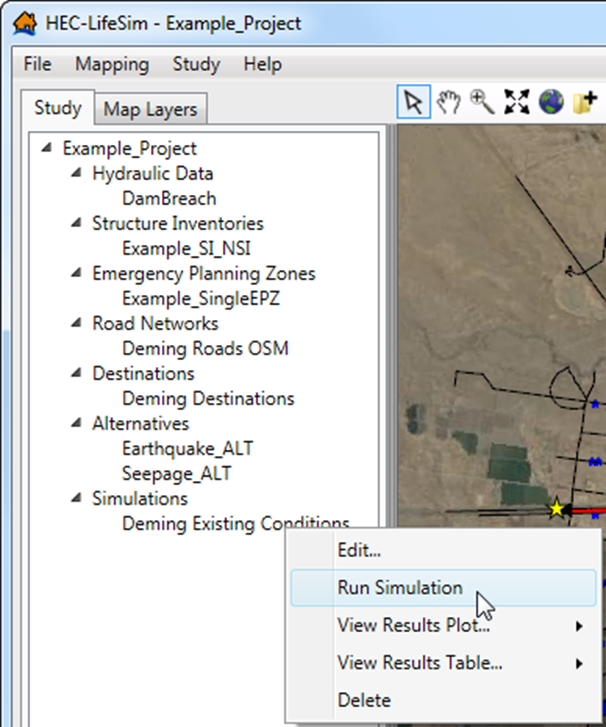 HEC-LifeSim - Example_Project
File Mapping Study Help
Study Map Layers
Example_Project
Hydraulic Data
DamBreach
Structure Inventories
Example_SI_NSI
Emergency Planning Zones
Example_SingleEPZ
Road Networks
Deming Roads OSM
Destinations
Deming Destinations
Alternatives
Earthquake_ALT
Seepage_ALT
Simulations
Deming Existing Conditions
Edit...
Run Simulation
View Results Plot...
View Results Table...
Delete